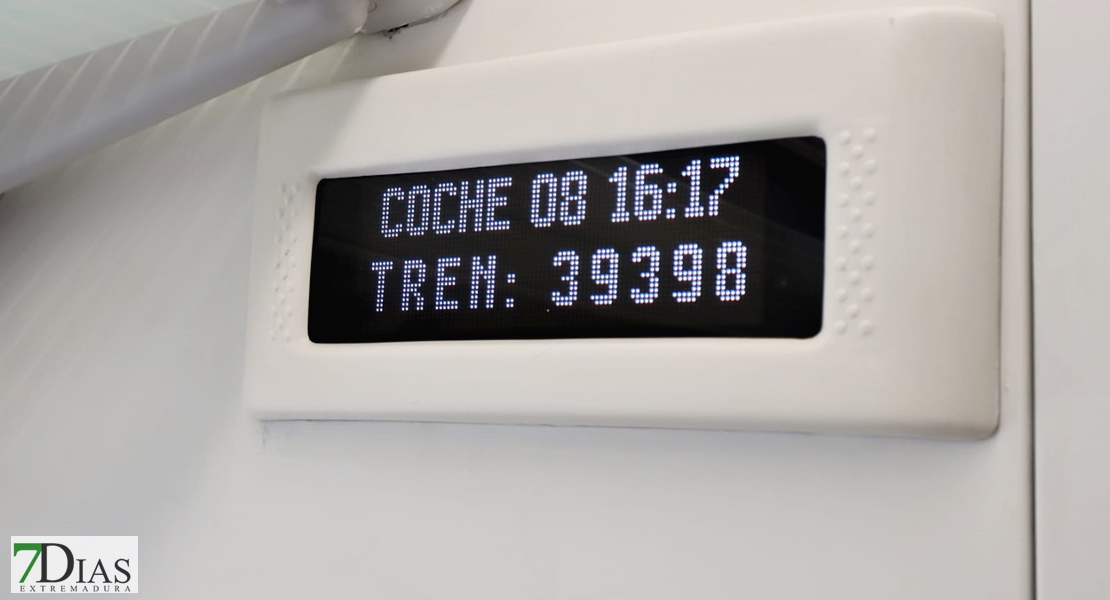 COCHE 08 16:17
TREN: 39398
7DIAS
EXTREMADURA